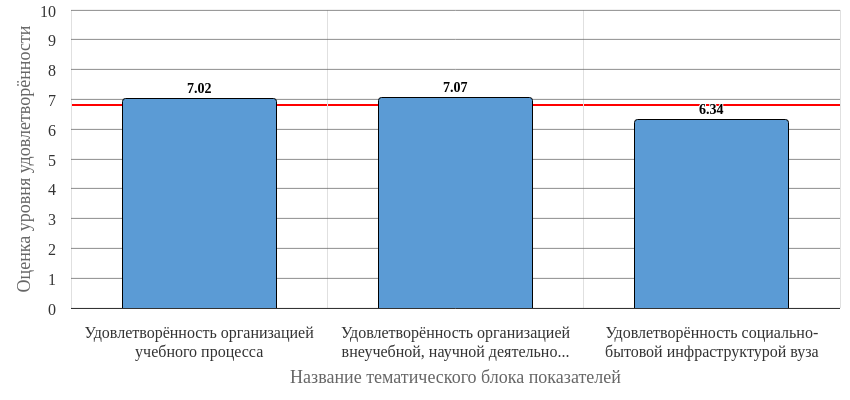 Оценка уровня удовлетворённости
10
9
8
7
6
5
4
3
2
1
0
7.02
7.07
6.34
Удовлетворённость организацией
учебного процесса
Удовлетворённость организацией
внеучебной, научной деятельно...
Удовлетворённость социально-
бытовой инфраструктурой вуза
Название тематического блока показателей